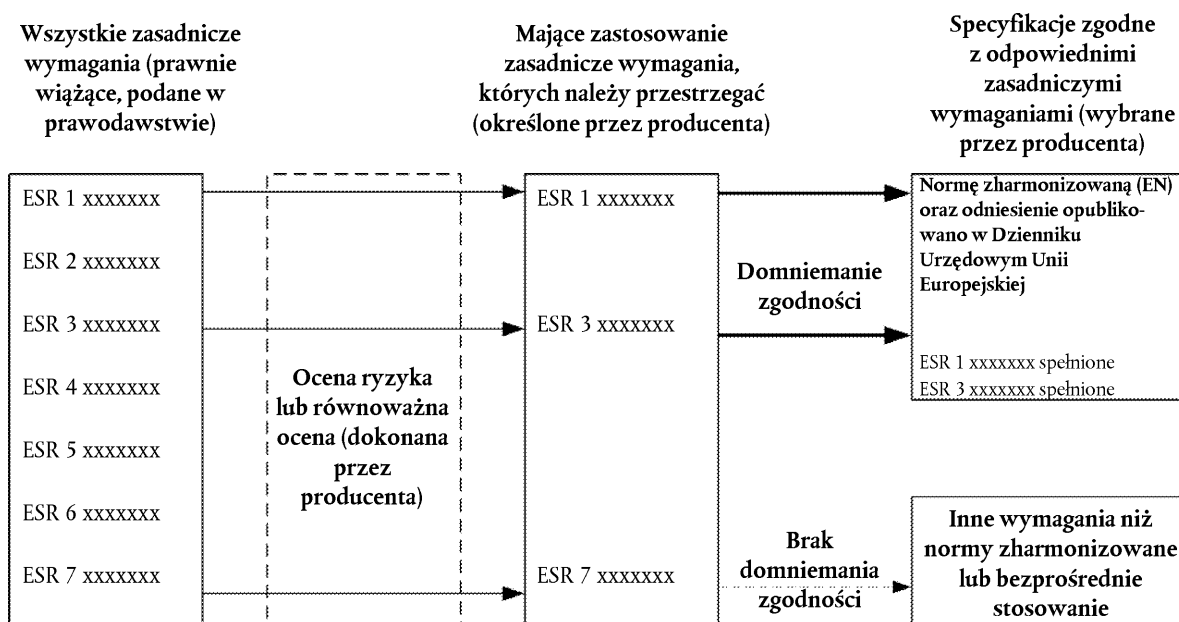 Wszystkie zasadnicze
wymagania (prawnie
wiążące, podane w
prawodawstwie)
Mające zastosowanie
zasadnicze wymagania,
których należy przestrzegać
(określone przez producenta)
Specyfikacje zgodne
z odpowiednimi
zasadniczymi
wymaganiami (wybrane
przez producenta)
ESR 1 xxxxxxx
ESR 2 xxxxxxx
ESR 3 xxxxxxx
ESR 4 xxxxxxx
ESR 5 xxxxxxx
ESR 6 xxxxxxx
ESR 7 xxxxxxx
Ocena ryzyka
lub równoważna
ocena (dokonana
przez
producenta)
ESR 1 xxxxxxx
ESR 3 xxxxxxx
ESR 7 xxxxxxx
Domniemanie
zgodności
Brak
domniemania
zgodności
Normę zharmonizowaną (EN)
oraz odniesienie opubliko-
wano w Dzienniku
Urzędowym Unii
Europejskiej
ESR 1 xxxxxxx spełnione
ESR 3 xxxxxxx spełnione
Inne wymagania niż
normy zharmonizowane
lub bezprośrednie
stosowanie